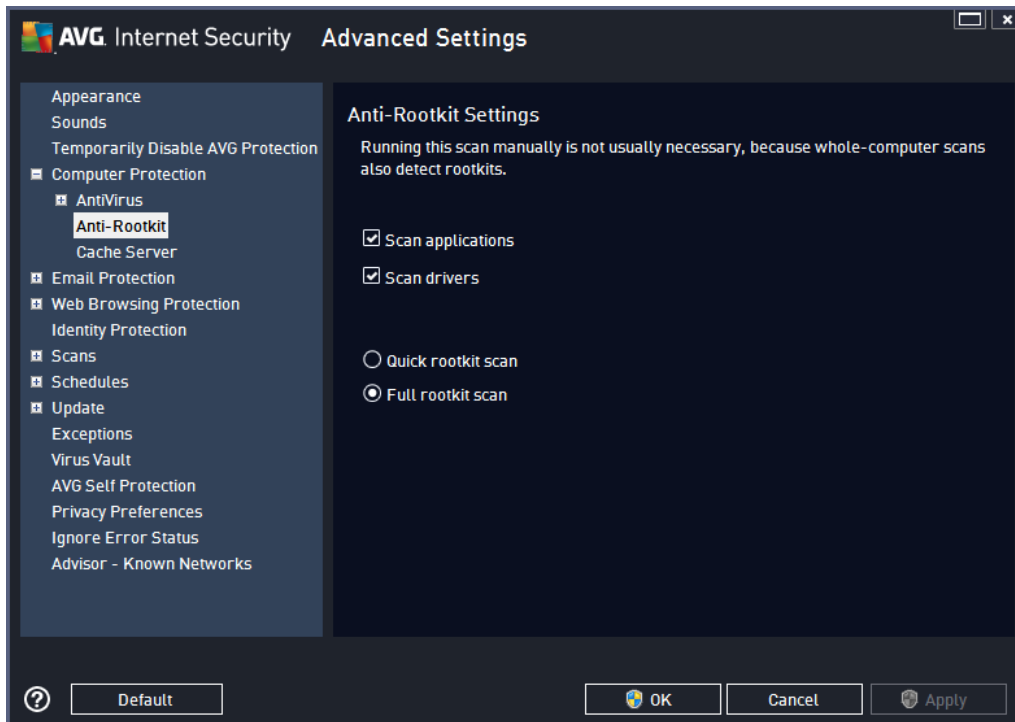 AVG. Internet Security Advanced Settings
Appearance
Sounds
Temporarily Disable AVG Protection
Computer Protection
AntiVirus
Anti-Rootkit
Cache Server
Email Protection
Web Browsing Protection
Identity Protection
Scans
Schedules
Update
Exceptions
Virus Vault
AVG Self Protection
Privacy Preferences
Ignore Error Status
Advisor - Known Networks
Anti-Rootkit Settings
Running this scan manually is not usually necessary, because whole-computer scans
also detect rootkits.
Scan applications
Scan drivers
Quick rootkit scan
Full rootkit scan
Default
OK
Cancel
Apply